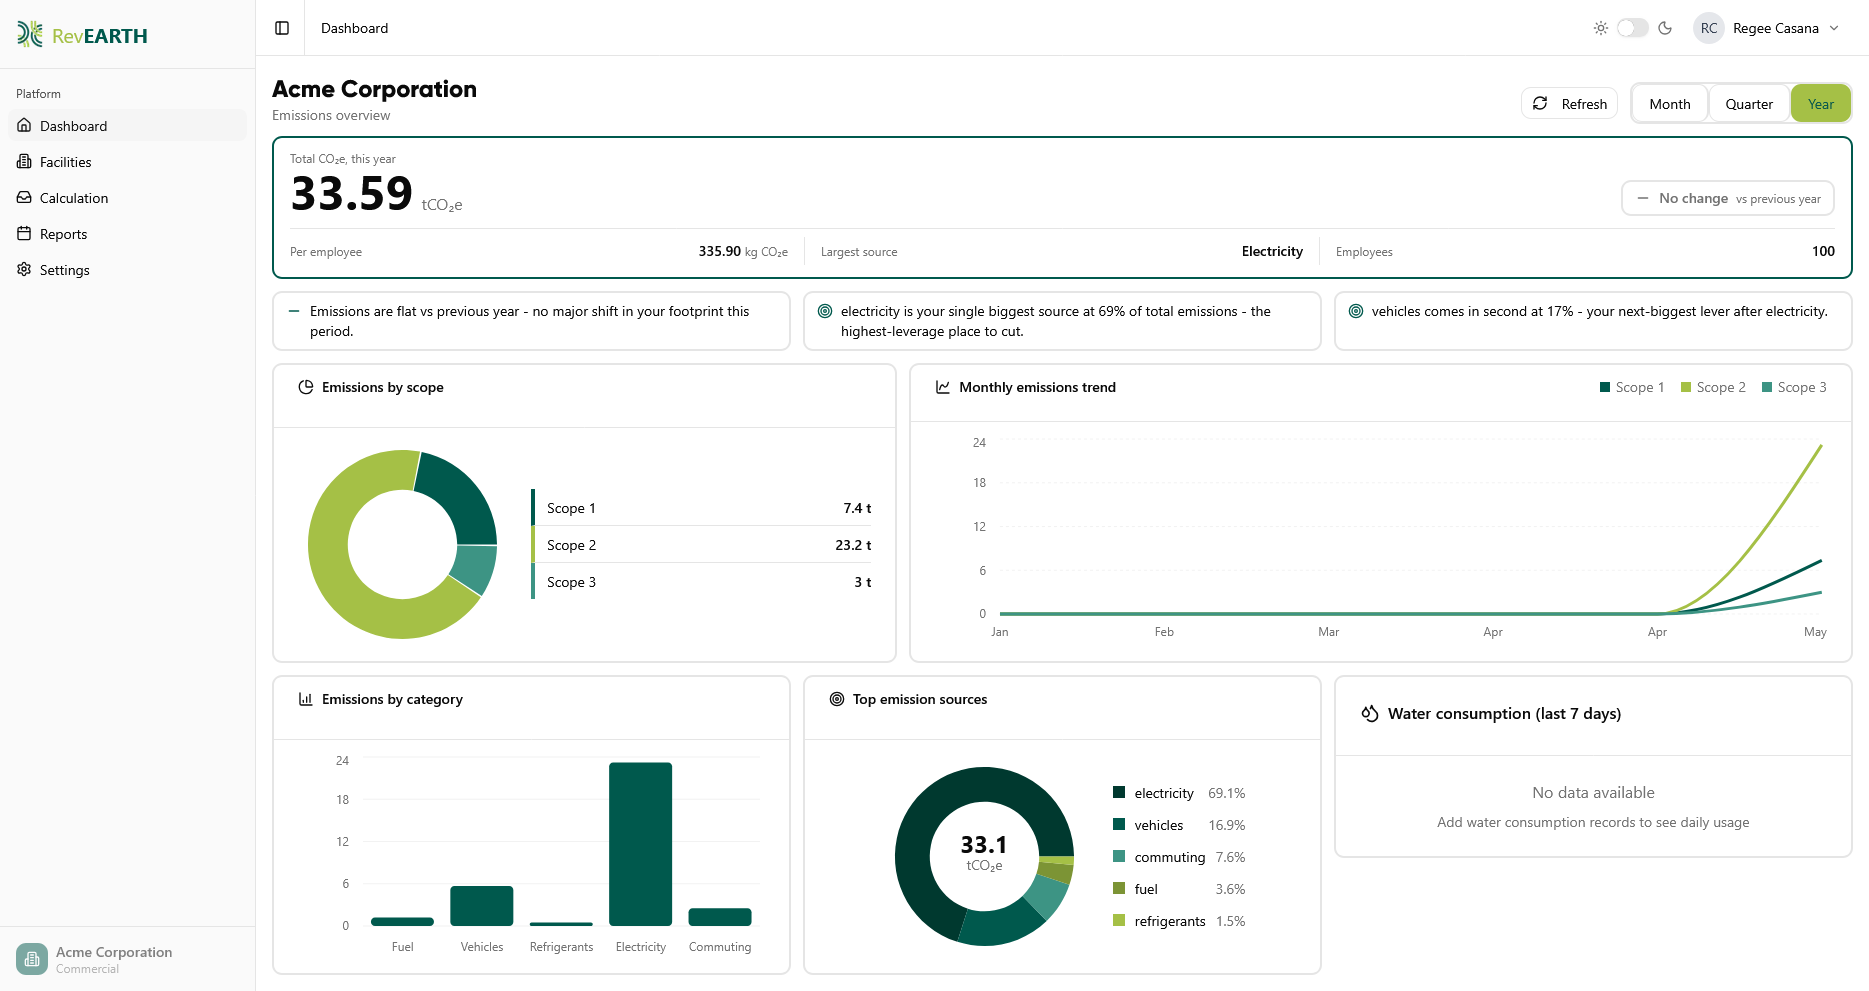 RevEARTH
Platform
Dashboard
Facilities
Calculation
Reports
Settings
Acme Corporation
Commercial
Dashboard
RC
Regee Casana
Acme Corporation
Emissions overview
Refresh
Month
Quarter
Year
Total CO₂e, this year
33.59 tCO₂e
No change vs previous year
Per employee
335.90 kg CO₂e
Largest source
Electricity
Employees
100
Emissions are flat vs previous year - no major shift in your footprint this
period.
electricity is your single biggest source at 69% of total emissions - the
highest-leverage place to cut.
vehicles comes in second at 17% - your next-biggest lever after electricity.
Emissions by scope
Scope 1
7.4 t
Scope 2
23.2 t
Scope 3
3 t
Monthly emissions trend
Scope 1
Scope 2
Scope 3
24
18
12
6
0
Jan
Feb
Mar
Apr
Apr
May
Emissions by category
24
18
12
6
0
Fuel
Vehicles
Refrigerants
Electricity
Commuting
Top emission sources
33.1
tCO₂e
electricity 69.1%
vehicles 16.9%
commuting 7.6%
fuel 3.6%
refrigerants 1.5%
Water consumption (last 7 days)
No data available
Add water consumption records to see daily usage